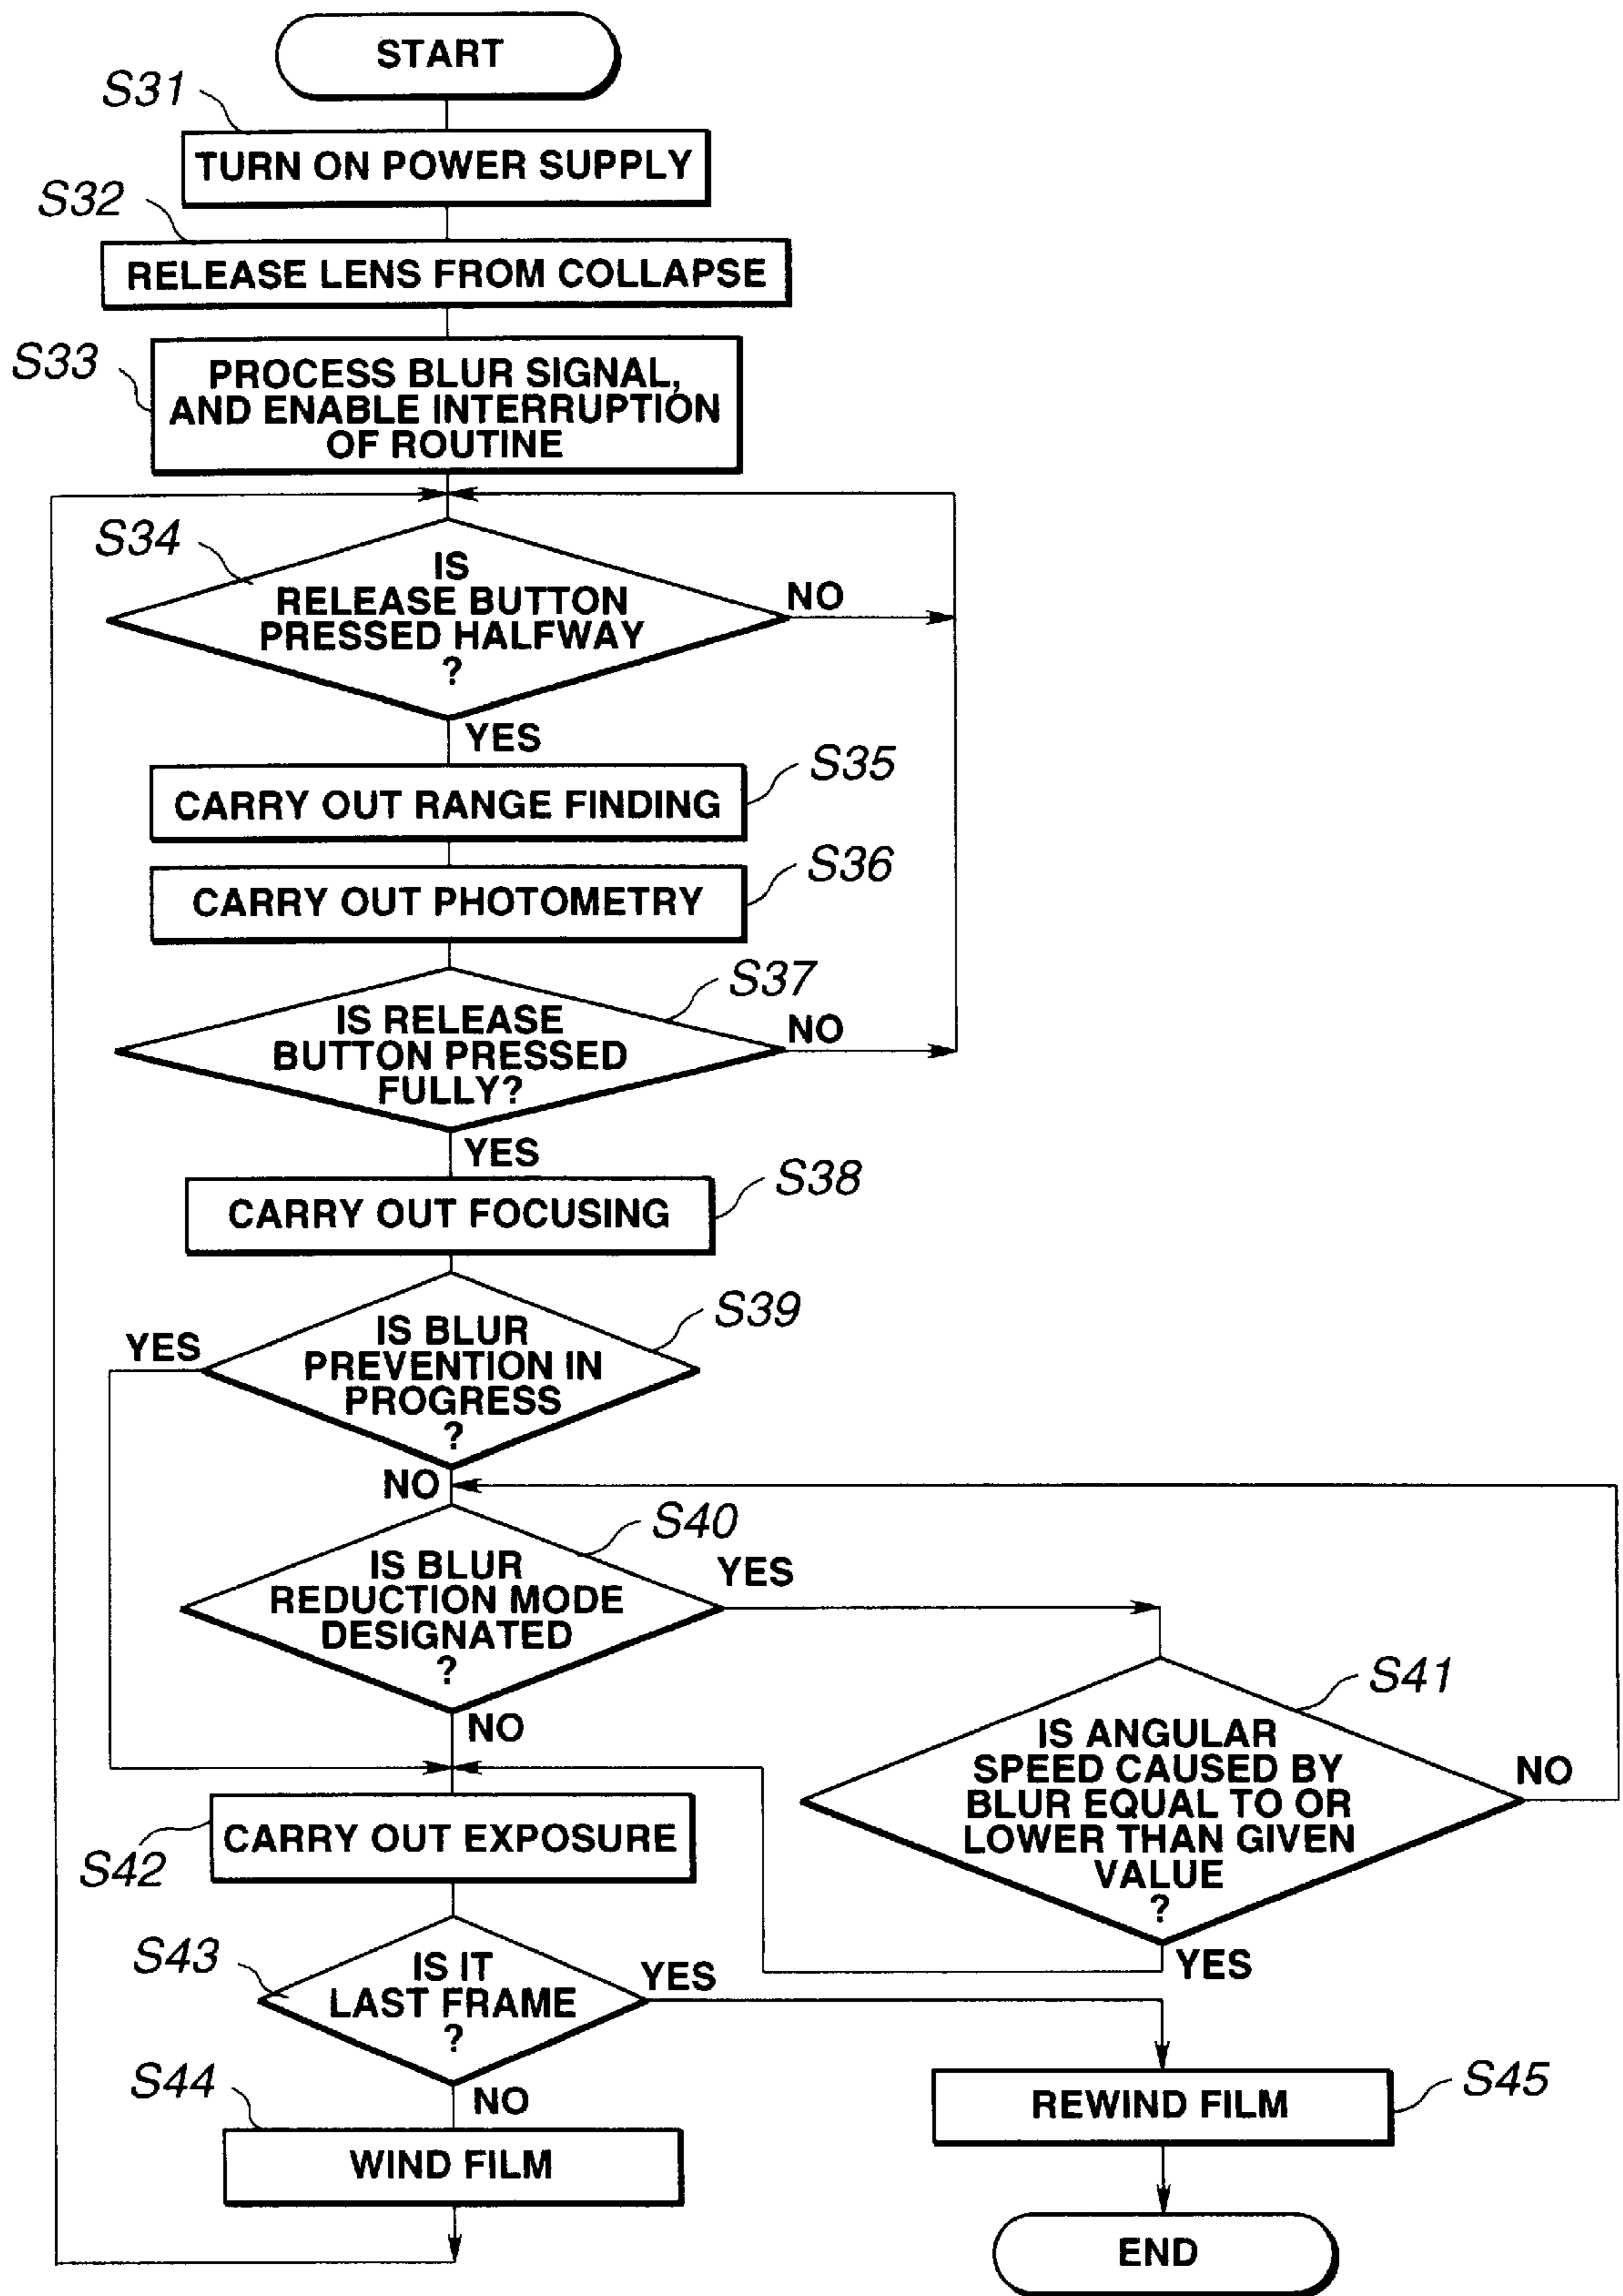 START
S31
TURN ON POWER SUPPLY
S32
RELEASE LENS FROM COLLAPSE
S33
PROCESS BLUR SIGNAL,
AND ENABLE INTERRUPTION
OF ROUTINE
S34
IS
RELEASE BUTTON
PRESSED HALFWAY
?
NO
YES
S35
CARRY OUT RANGE FINDING
S36
CARRY OUT PHOTOMETRY
S37
IS RELEASE
BUTTON PRESSED
FULLY?
NO
YES
S38
CARRY OUT FOCUSING
S39
IS BLUR
PREVENTION IN
PROGRESS
?
YES
NO
S40
IS BLUR
REDUCTION MODE
DESIGNATED
?
YES
NO
S41
IS ANGULAR
SPEED CAUSED BY
BLUR EQUAL TO OR
LOWER THAN GIVEN
VALUE
?
NO
YES
S42
CARRY OUT EXPOSURE
S43
IS IT
LAST FRAME
?
YES
NO
S44
WIND FILM
S45
REWIND FILM
END